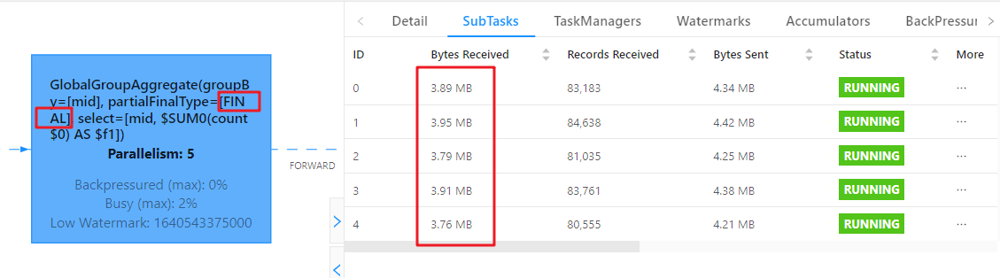 GlobalGroupAggregate(groupB
y=[mid], partialFinalType=[FIN
AL], select=[mid, $SUM0(count
$0) AS $f1])
Parallelism: 5
Backpressured (max): 0%
Busy (max): 2%
Low Watermark: 1640543375000
FORWARD
Detail SubTasks TaskManagers Watermarks Accumulators BackPressur
ID Bytes Received Records Received Bytes Sent Status More
0 3.89 MB 83,183 4.34 MB RUNNING ...
1 3.95 MB 84,638 4.42 MB RUNNING ...
2 3.79 MB 81,035 4.25 MB RUNNING ...
3 3.91 MB 83,761 4.38 MB RUNNING ...
4 3.76 MB 80,555 4.21 MB RUNNING ...